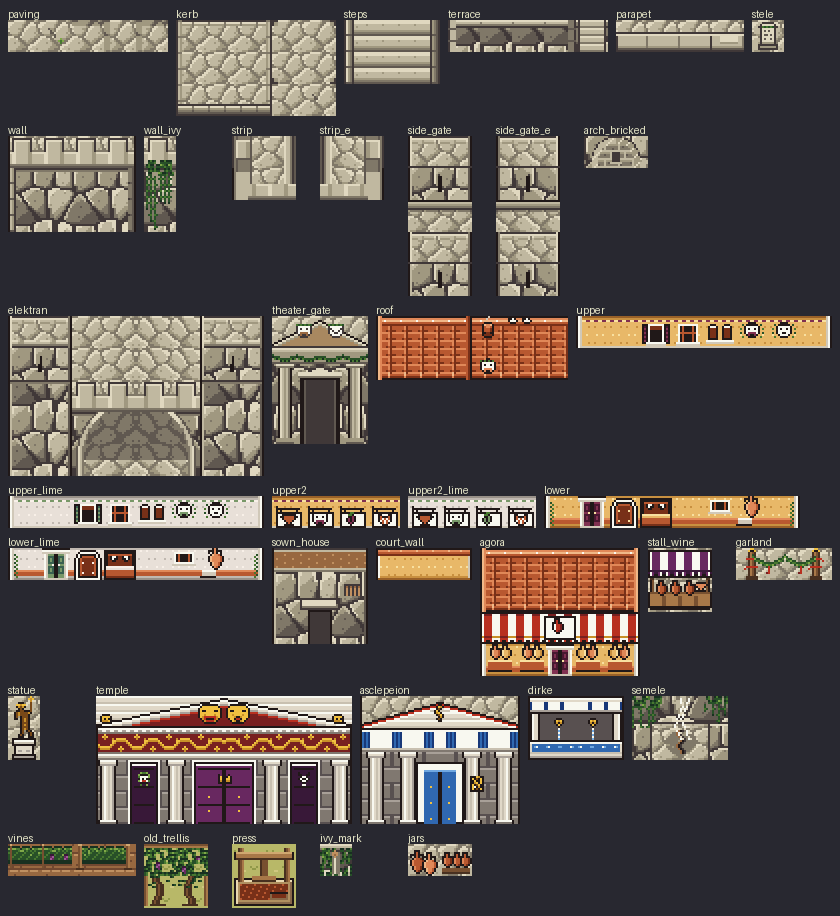 paving kerb steps terrace parapet stele
wall wall_ivy strip strip_e side_gate side_gate_e arch_bricked
elektran theater_gate roof upper
upper_lime upper2 upper2_lime lower
lower_lime sown_house court_wall agora stall_wine garland
statue temple asclepeion dirke semele
vines old_trellis press ivy_mark jars